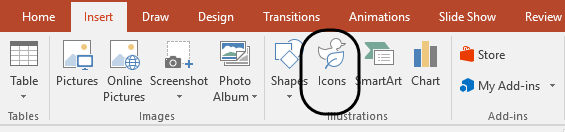 Home Insert Draw Design Transitions Animations Slide Show Review
Table Pictures Online Pictures Screenshot Photo Album Shapes Icons SmartArt Chart Store
My Add-ins
Tables Images Illustrations Add-ins